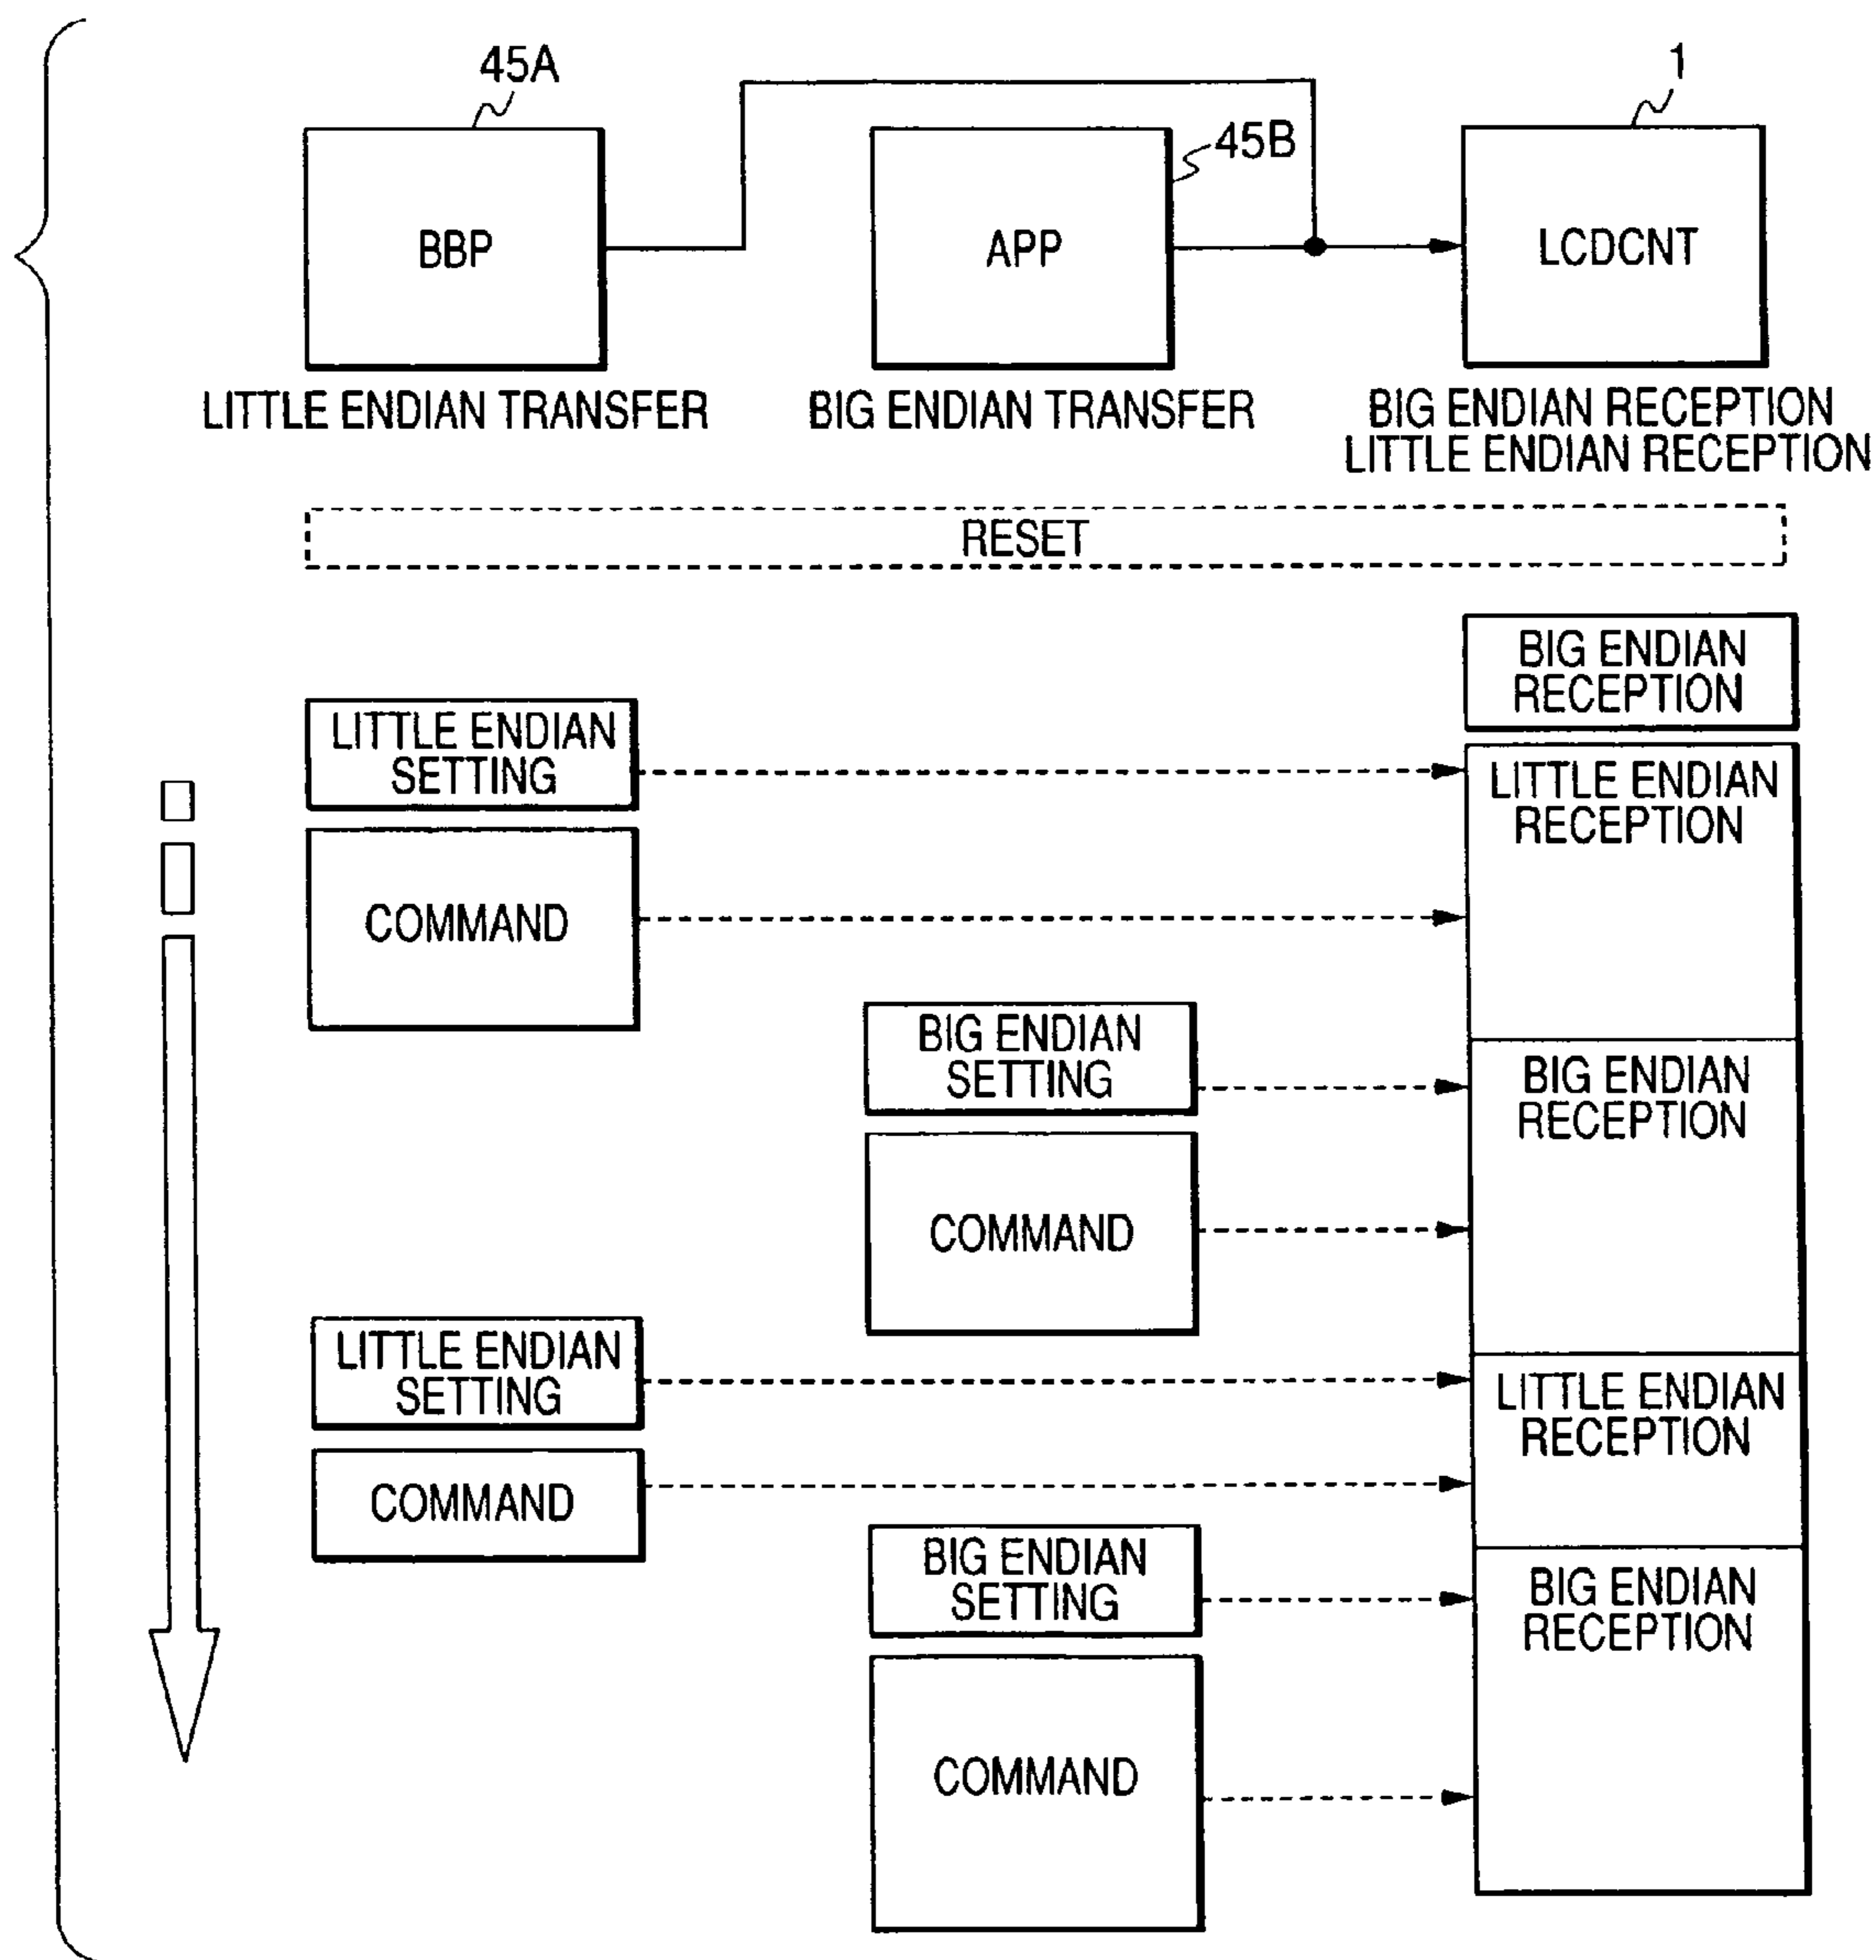 45A
1
45B
BBP
APP
LCDCNT
LITTLE ENDIAN TRANSFER
BIG ENDIAN TRANSFER
BIG ENDIAN RECEPTION
LITTLE ENDIAN RECEPTION
RESET
BIG ENDIAN
RECEPTION
LITTLE ENDIAN
SETTING
LITTLE ENDIAN
RECEPTION
COMMAND
BIG ENDIAN
SETTING
BIG ENDIAN
RECEPTION
COMMAND
LITTLE ENDIAN
SETTING
LITTLE ENDIAN
RECEPTION
COMMAND
BIG ENDIAN
SETTING
BIG ENDIAN
RECEPTION
COMMAND